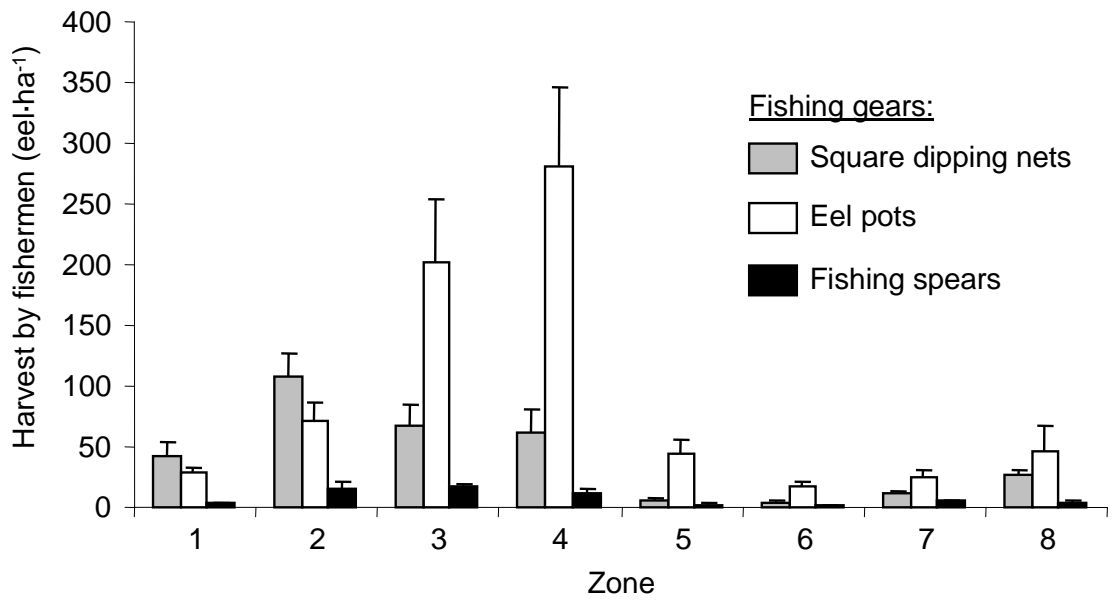 Harvest by fishermen (eel·ha⁻¹)
400
350
300
250
200
150
100
50
0
Fishing gears:
Square dipping nets
Eel pots
Fishing spears
1 2 3 4 5 6 7 8
Zone